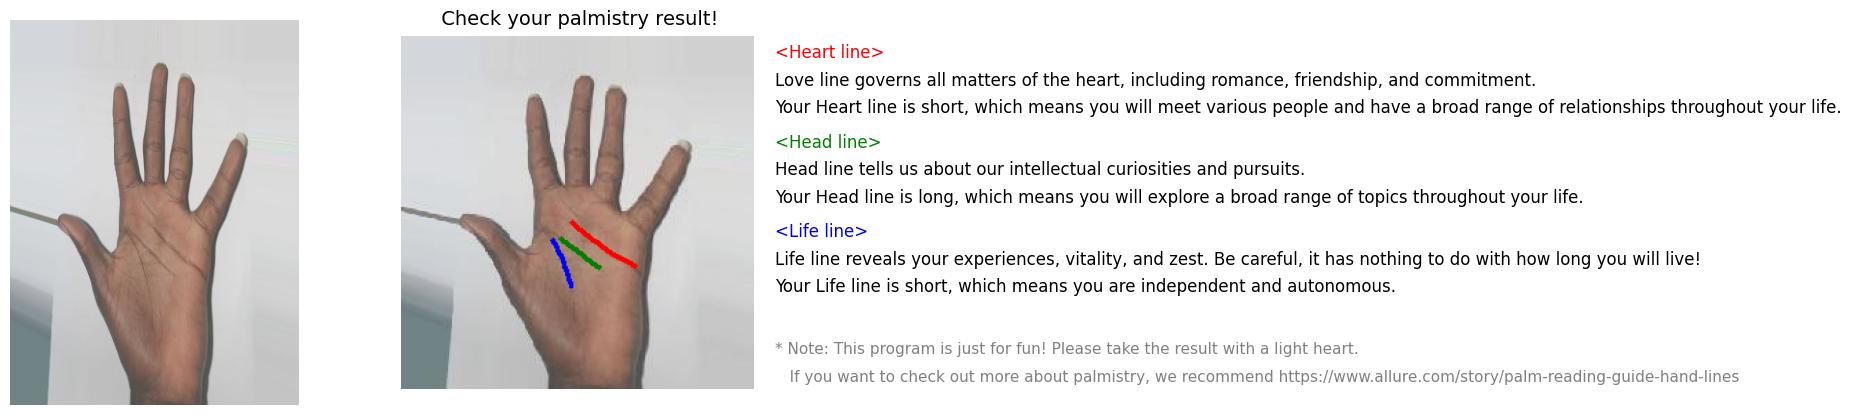 Check your palmistry result!
<Heart line>
Love line governs all matters of the heart, including romance, friendship, and commitment.
Your Heart line is short, which means you will meet various people and have a broad range of relationships throughout your life.
<Head line>
Head line tells us about our intellectual curiosities and pursuits.
Your Head line is long, which means you will explore a broad range of topics throughout your life.
<Life line>
Life line reveals your experiences, vitality, and zest. Be careful, it has nothing to do with how long you will live!
Your Life line is short, which means you are independent and autonomous.
* Note: This program is just for fun! Please take the result with a light heart.
If you want to check out more about palmistry, we recommend https://www.allure.com/story/palm-reading-guide-hand-lines